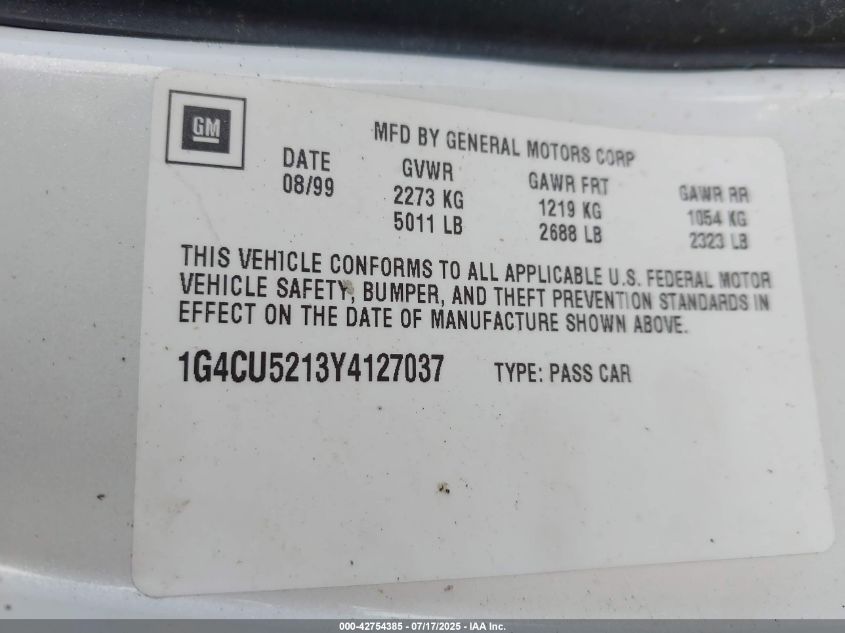 GM
MFD BY GENERAL MOTORS CORP
DATE GVWR GAWR FRT GAWR RR
08/99 2273 KG 1219 KG 1054 KG
5011 LB 2688 LB 2323 LB
THIS VEHICLE CONFORMS TO ALL APPLICABLE U.S. FEDERAL MOTOR
VEHICLE SAFETY, BUMPER, AND THEFT PREVENTION STANDARDS IN
EFFECT ON THE DATE OF MANUFACTURE SHOWN ABOVE.
1G4CU5213Y4127037 TYPE: PASS CAR
000-42754385 - 07/17/2025 - IAA Inc.